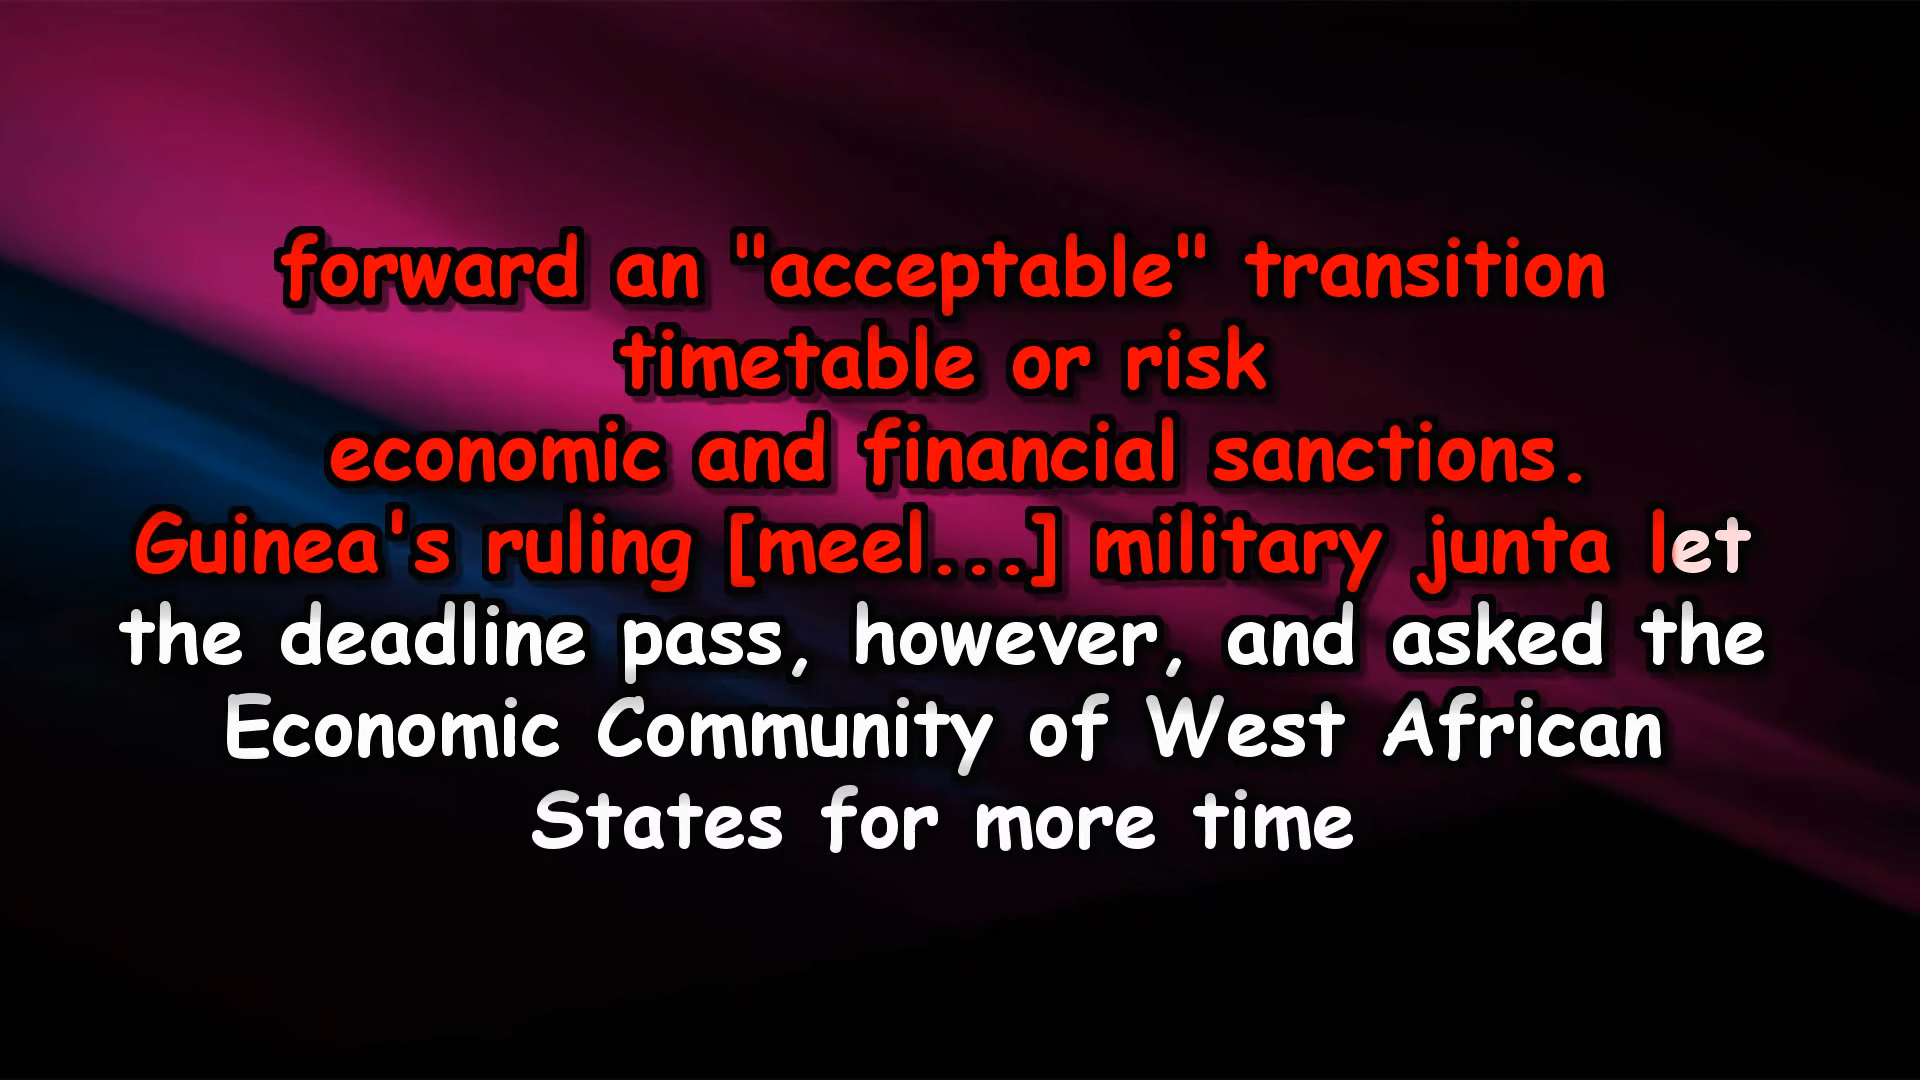 forward an "acceptable" transition
timetable or risk
economic and financial sanctions.
Guinea's ruling [meel...] military junta let
the deadline pass, however, and asked the
Economic Community of West African
States for more time